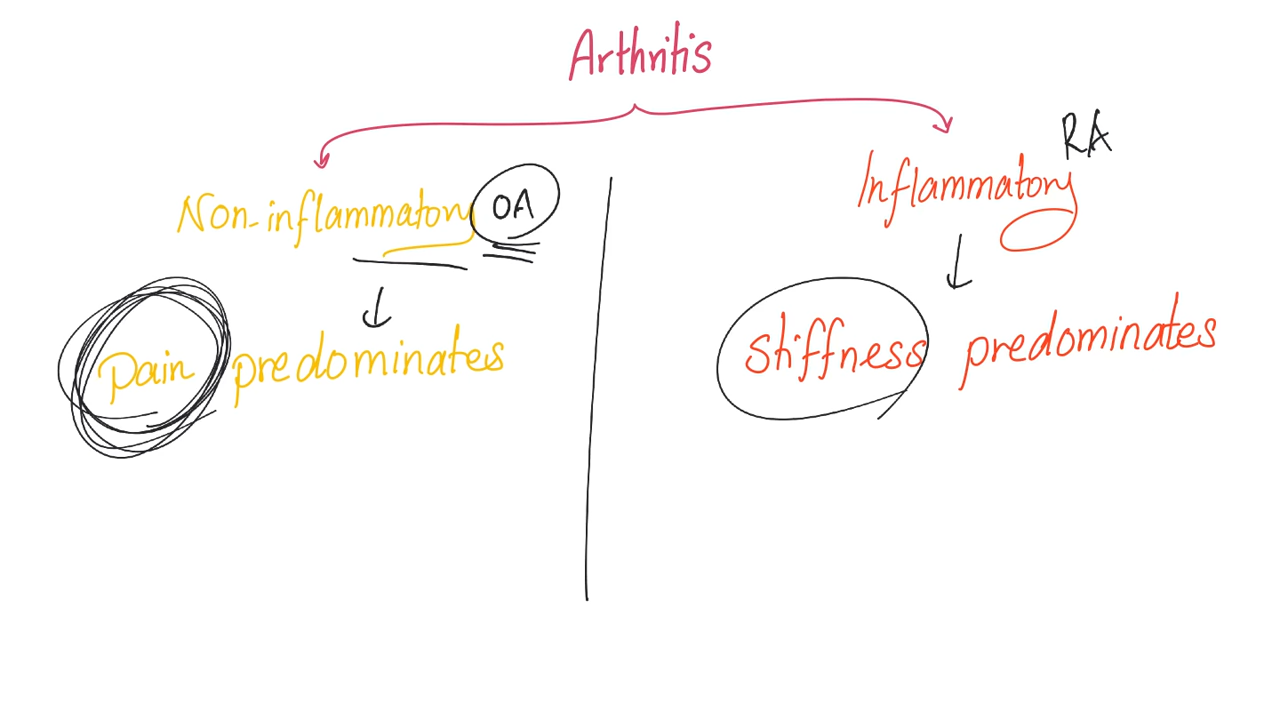 Arthritis
Non-inflammatory OA
Pain predominates
Inflammatory RA
Stiffness predominates